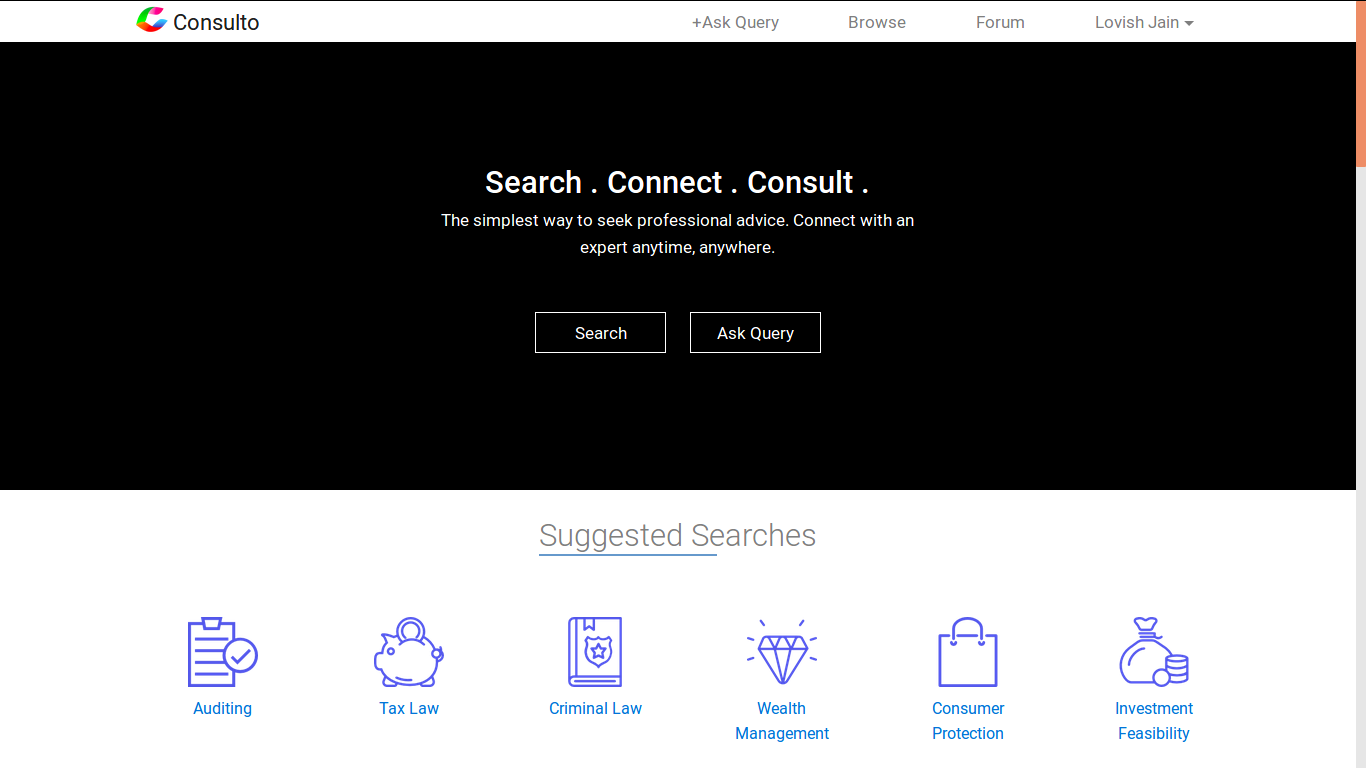 Consulto
+Ask Query
Browse
Forum
Lovish Jain
Search . Connect . Consult .
The simplest way to seek professional advice. Connect with an
expert anytime, anywhere.
Search
Ask Query
Suggested Searches
Auditing
Tax Law
Criminal Law
Wealth
Management
Consumer
Protection
Investment
Feasibility